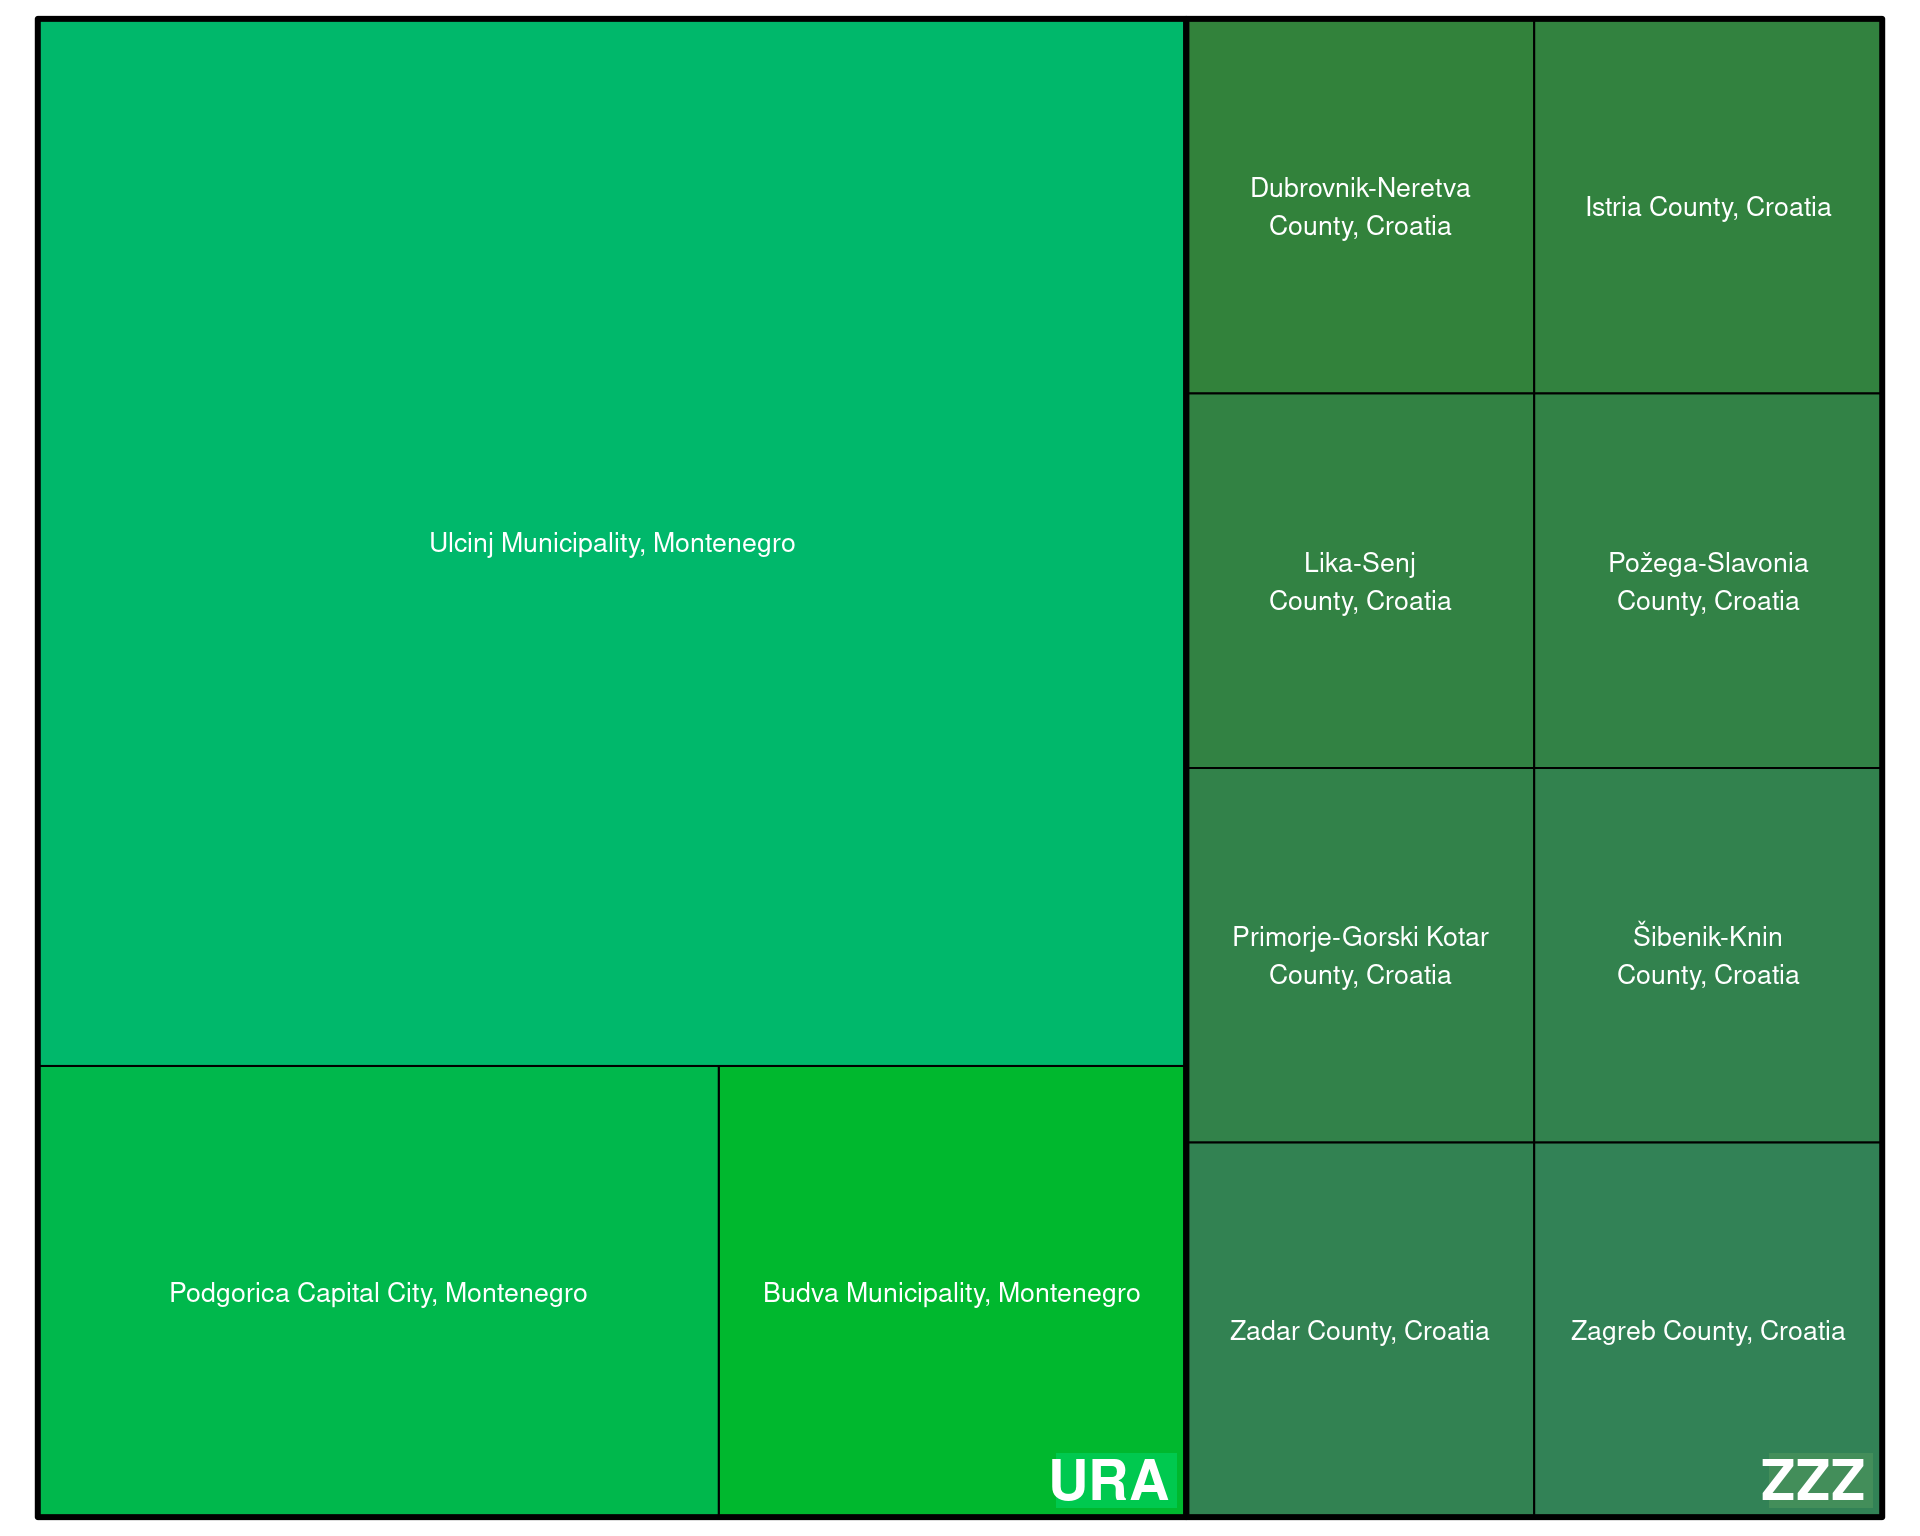 Ulcinj Municipality, Montenegro
Podgorica Capital City, Montenegro
Budva Municipality, Montenegro
URA
Dubrovnik-Neretva
County, Croatia
Istria County, Croatia
Lika-Senj
County, Croatia
Požega-Slavonia
County, Croatia
Primorje-Gorski Kotar
County, Croatia
Šibenik-Knin
County, Croatia
Zadar County, Croatia
Zagreb County, Croatia
ZZZ